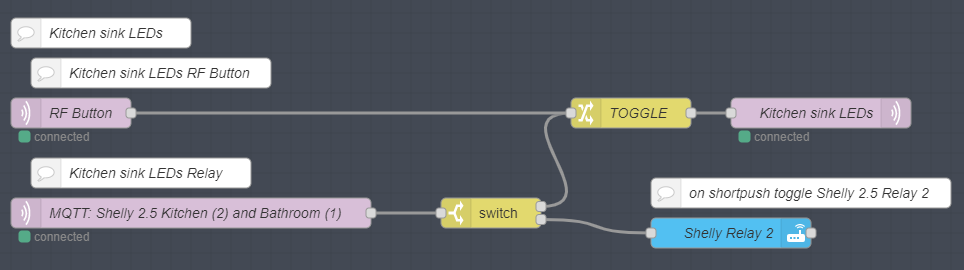 Kitchen sink LEDs
Kitchen sink LEDs RF Button
RF Button
TOGGLE
Kitchen sink LEDs
connected
connected
Kitchen sink LEDs Relay
on shortpush toggle Shelly 2.5 Relay 2
MQTT: Shelly 2.5 Kitchen (2) and Bathroom (1)
switch
Shelly Relay 2
connected